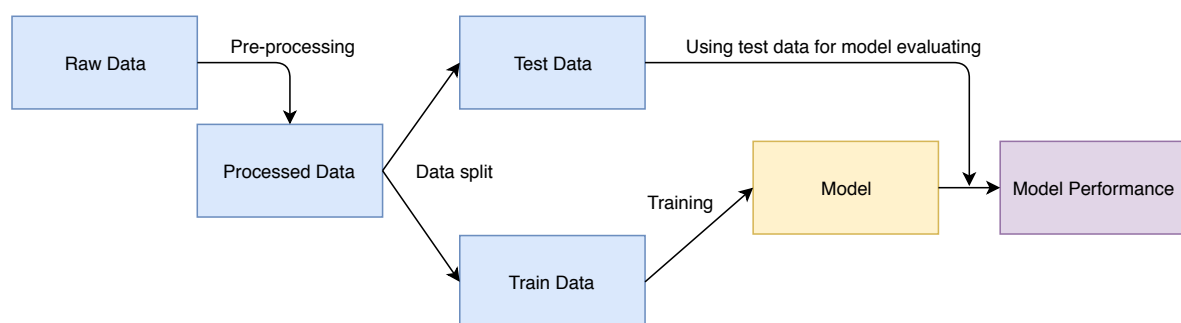 Raw Data
Pre-processing
Processed Data
Data split
Test Data
Using test data for model evaluating
Train Data
Training
Model
Model Performance